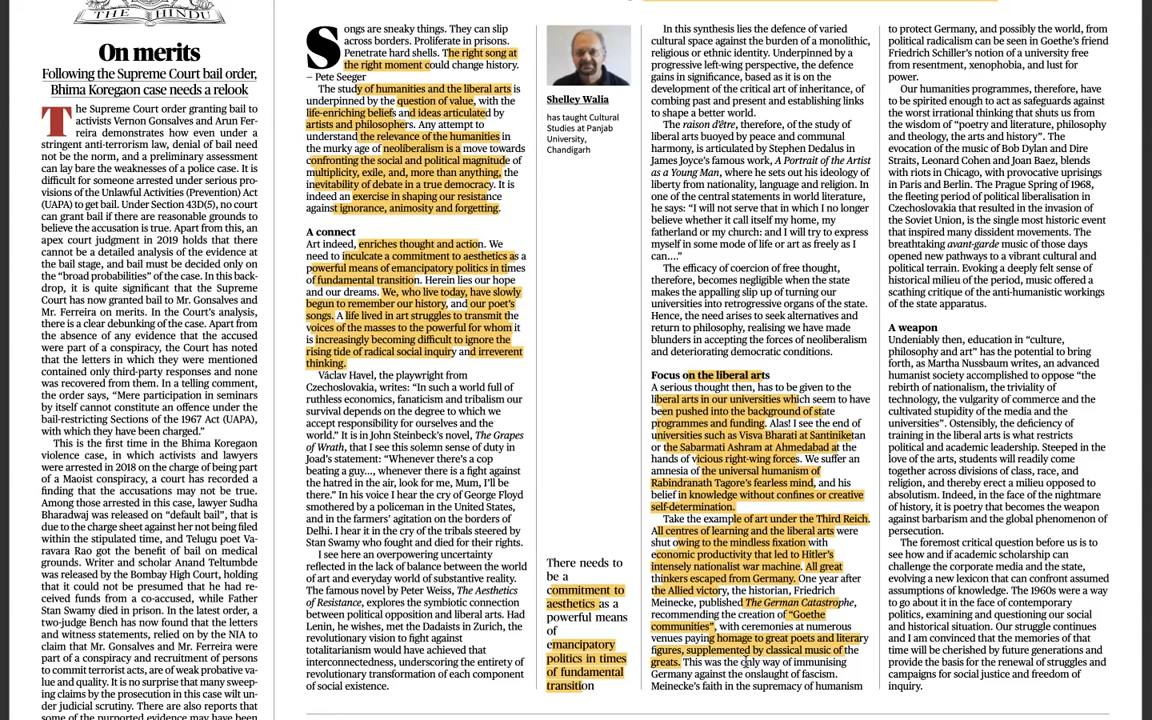 THE HINDU
On merits
Following the Supreme Court bail order,
Bhima Koregaon case needs a relook
The Supreme Court order granting bail to
activists Vernon Gonsalves and Arun Fer-
reira demonstrates how even under a
stringent anti-terrorism law, denial of bail need
not be the norm, and a preliminary assessment
can lay bare the weaknesses of a police case. It is
difficult for someone arrested under serious pro-
visions of the Unlawful Activities (Prevention) Act
(UAPA) to get bail. Under Section 43D(5), no court
can grant bail if there are reasonable grounds to
believe the accusation is true. Apart from this, an
apex court judgment in 2019 holds that there
cannot be a detailed analysis of the evidence at
the bail stage, and bail must be decided only on
the “broad probabilities” of the case. In this back-
drop, it is quite significant that the Supreme
Court has now granted bail to Mr. Gonsalves and
Mr. Ferreira on merits. In the Court’s analysis,
there is a clear debunking of the case. Apart from
the absence of any evidence that the accused
were part of a conspiracy, the Court has noted
that the letters in which they were mentioned
contained only third-party responses and none
was recovered from them. In a telling comment,
the order says, “Mere participation in seminars
by itself cannot constitute an offence under the
bail-restricting Sections of the 1967 Act (UAPA),
with which they have been charged.”
This is the first time in the Bhima Koregaon
violence case, in which activists and lawyers
were arrested in 2018 on the charge of being part
of a Maoist conspiracy, a court has recorded a
finding that the accusations may not be true.
Among those arrested in this case, lawyer Sudha
Bharadwaj was released on “default bail”, that is
due to the charge sheet against her not being filed
within the stipulated time, and Telugu poet Va-
ravara Rao got the benefit of bail on medical
grounds. Writer and scholar Anand Teltumbde
was released by the Bombay High Court, holding
that it could not be presumed that he had re-
ceived funds from a co-accused, while Father
Stan Swamy died in prison. In the latest order, a
two-judge Bench has now found that the letters
and witness statements, relied on by the NIA to
claim that Mr. Gonsalves and Mr. Ferreira were
part of a conspiracy and recruitment of persons
to commit terrorist acts, are of weak probative va-
lue and quality. It is no surprise that many sweep-
ing claims by the prosecution in this case wilt un-
der judicial scrutiny. There are also reports that
some of the purported evidence may have been
Songs are sneaky things. They can slip
across borders. Proliferate in prisons.
Penetrate hard shells. The right song at
the right moment could change history.
– Pete Seeger
The study of humanities and the liberal arts is
underpinned by the question of value, with the
life-enriching beliefs and ideas articulated by
artists and philosophers. Any attempt to
understand the relevance of the humanities in
the murky age of neoliberalism is a move towards
confronting the social and political magnitude of
multiplicity, exile, and, more than anything, the
inevitability of debate in a true democracy. It is
indeed an exercise in shaping our resistance
against ignorance, animosity and forgetting.
A connect
Art indeed, enriches thought and action. We
need to inculcate a commitment to aesthetics as a
powerful means of emancipatory politics in times
of fundamental transition. Herein lies our hope
and our dreams. We, who live today, have slowly
begun to remember our history, and our poet’s
songs. A life lived in art struggles to transmit the
voices of the masses to the powerful for whom it
is increasingly becoming difficult to ignore the
rising tide of radical social inquiry and irreverent
thinking.
Václav Havel, the playwright from
Czechoslovakia, writes: “In such a world full of
ruthless economics, fanaticism and tribalism our
survival depends on the degree to which we
accept responsibility for ourselves and the
world.” It is in John Steinbeck’s novel, The Grapes
of Wrath, that I see this solemn sense of duty in
Joad’s statement: “Whenever there’s a cop
beating a guy..., whenever there is a fight against
the hatred in the air, look for me, Mum, I’ll be
there.” In his voice I hear the cry of George Floyd
smothered by a policeman in the United States,
and in the farmers’ agitation on the borders of
Delhi. I hear it in the cry of the tribals steered by
Stan Swamy who fought and died for their rights.
I see here an overpowering uncertainty
reflected in the lack of balance between the world
of art and everyday world of substantive reality.
The famous novel by Peter Weiss, The Aesthetics
of Resistance, explores the symbiotic connection
between political opposition and liberal arts. Had
Lenin, he wishes, met the Dadaists in Zurich, the
revolutionary vision to fight against
totalitarianism would have achieved that
interconnectedness, underscoring the entirety of
revolutionary transformation of each component
of social existence.
Shelley Walia
has taught Cultural
Studies at Panjab
University,
Chandigarh
There needs to
be a
commitment to
aesthetics as a
powerful means
of
emancipatory
politics in times
of fundamental
transition
In this synthesis lies the defence of varied
cultural space against the burden of a monolithic,
religious or ethnic identity. Underpinned by a
progressive left-wing perspective, the defence
gains in significance, based as it is on the
development of the critical art of inheritance, of
combing past and present and establishing links
to shape a better world.
The raison d’être, therefore, of the study of
liberal arts buoyed by peace and communal
harmony, is articulated by Stephen Dedalus in
James Joyce’s famous work, A Portrait of the Artist
as a Young Man, where he sets out his ideology of
liberty from nationality, language and religion. In
one of the central statements in world literature,
he says: “I will not serve that in which I no longer
believe whether it call itself my home, my
fatherland or my church: and I will try to express
myself in some mode of life or art as freely as I
can....”
The efficacy of coercion of free thought,
therefore, becomes negligible when the state
makes the appalling slip up of turning our
universities into retrogressive organs of the state.
Hence, the need arises to seek alternatives and
return to philosophy, realising we have made
blunders in accepting the forces of neoliberalism
and deteriorating democratic conditions.
Focus on the liberal arts
A serious thought then, has to be given to the
liberal arts in our universities which seem to have
been pushed into the background of state
programmes and funding. Alas! I see the end of
universities such as Visva Bharati at Santiniketan
or the Sabarmati Ashram at Ahmedabad at the
hands of vicious right-wing forces. We suffer an
amnesia of the universal humanism of
Rabindranath Tagore’s fearless mind, and his
belief in knowledge without confines or creative
self-determination.
Take the example of art under the Third Reich.
All centres of learning and the liberal arts were
shut owing to the mindless fixation with
economic productivity that led to Hitler’s
intensely nationalist war machine. All great
thinkers escaped from Germany. One year after
the Allied victory, the historian, Friedrich
Meinecke, published The German Catastrophe,
recommending the creation of “Goethe
communities”, with ceremonies at numerous
venues paying homage to great poets and literary
figures, supplemented by classical music of the
greats. This was the only way of immunising
Germany against the onslaught of fascism.
Meinecke’s faith in the supremacy of humanism
to protect Germany, and possibly the world, from
political radicalism can be seen in Goethe’s friend
Friedrich Schiller’s notion of a university free
from resentment, xenophobia, and lust for
power.
Our humanities programmes, therefore, have
to be spirited enough to act as safeguards against
the worst irrational thinking that shuts us from
the wisdom of “poetry and literature, philosophy
and theology, the arts and history”. The
evocation of the music of Bob Dylan and Dire
Straits, Leonard Cohen and Joan Baez, blends
with riots in Chicago, with provocative uprisings
in Paris and Berlin. The Prague Spring of 1968,
the fleeting period of political liberalisation in
Czechoslovakia that resulted in the invasion of
the Soviet Union, is the single most historic event
that inspired many dissident movements. The
breathtaking avant-garde music of those days
opened new pathways to a vibrant cultural and
political terrain. Evoking a deeply felt sense of
historical milieu of the period, music offered a
scathing critique of the anti-humanist workings
of the state apparatus.
A weapon
Undeniably then, education in “culture,
philosophy and art” has the potential to bring
forth, as Martha Nussbaum writes, an advanced
humanist society accomplished to oppose “the
rebirth of nationalism, the triviality of
technology, the vulgarity of commerce and the
cultivated stupidity of the media and the
universities”. Ostensibly, the deficiency of
training in the liberal arts is what restricts
political and academic leadership. Steeped in the
love of the arts, students will readily come
together across divisions of class, race, and
religion, and thereby erect a milieu opposed to
absolutism. Indeed, in the face of the nightmare
of history, it is poetry that becomes the weapon
against barbarism and the global phenomenon of
persecution.
The foremost critical question before us is to
see how and if academic scholarship can
challenge the corporate media and the state,
evolving a new lexicon that can confront assumed
assumptions of knowledge. The 1960s were a way
to go about it in the face of contemporary
politics, examining and questioning our social
and historical situation. Our struggle continues
and I am convinced that the memories of that
time will be cherished by future generations and
provide the basis for the renewal of struggles and
campaigns for social justice and freedom of
inquiry.